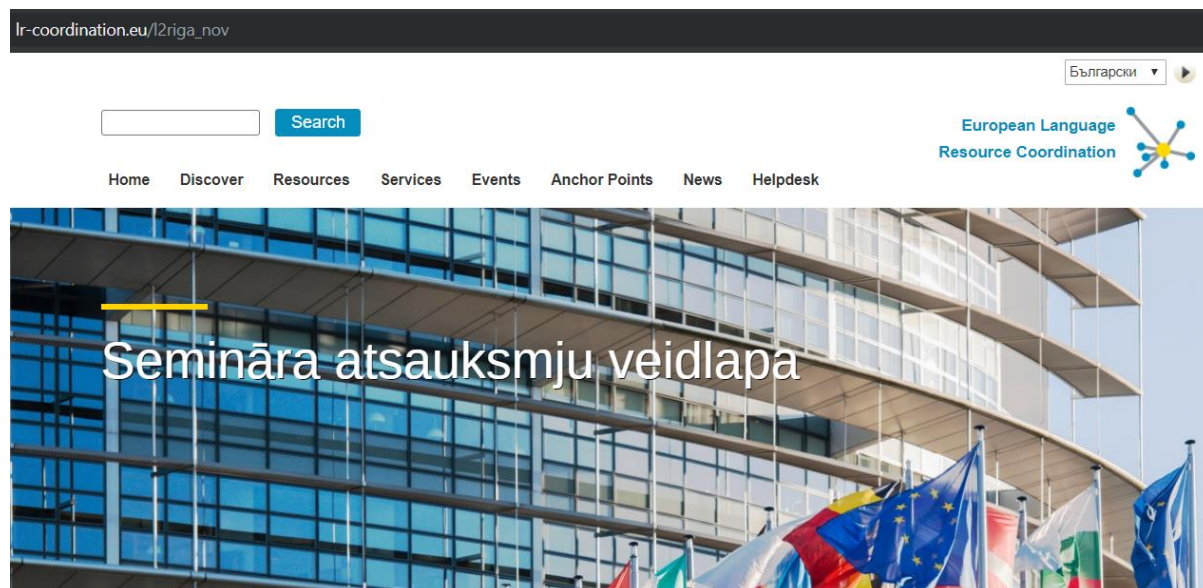 lr-coordination.eu/l2riga_nov
Български
Search
European Language
Resource Coordination
Home Discover Resources Services Events Anchor Points News Helpdesk
Semināra atsauksmju veidlapa